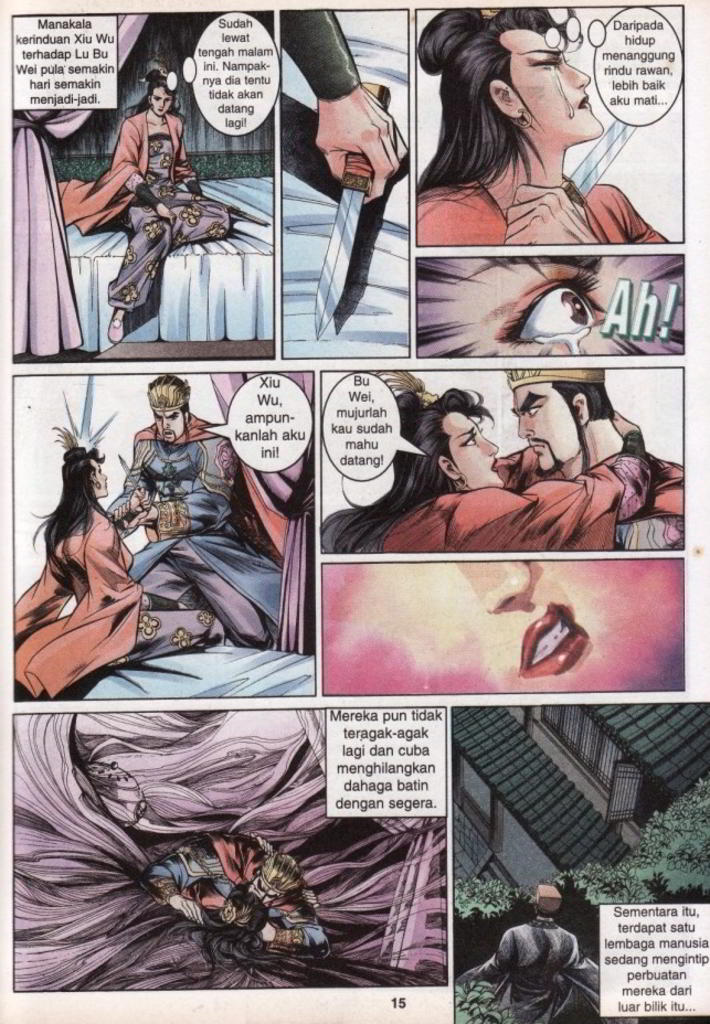 Manakala
kerinduan Xiu Wu
terhadap Lu Bu
Wei pula semakin
hari semakin
menjadi-jadi.
Sudah
lewat
tengah malam
ini. Nampak-
nya dia tentu
tidak akan
datang
lagi!
Daripada
hidup
menanggung
rindu rawan,
lebih baik
aku mati...
Ah!
Xiu
Wu,
ampun-
kanlah aku
ini!
Bu
Wei,
mujurlah
kau sudah
mahu
datang!
Mereka pun tidak
teragak-agak
lagi dan cuba
menghilangkan
dahaga batin
dengan segera.
Sementara itu,
terdapat satu
lembaga manusia
sedang mengintip
perbuatan
mereka dari
luar bilik itu...
15